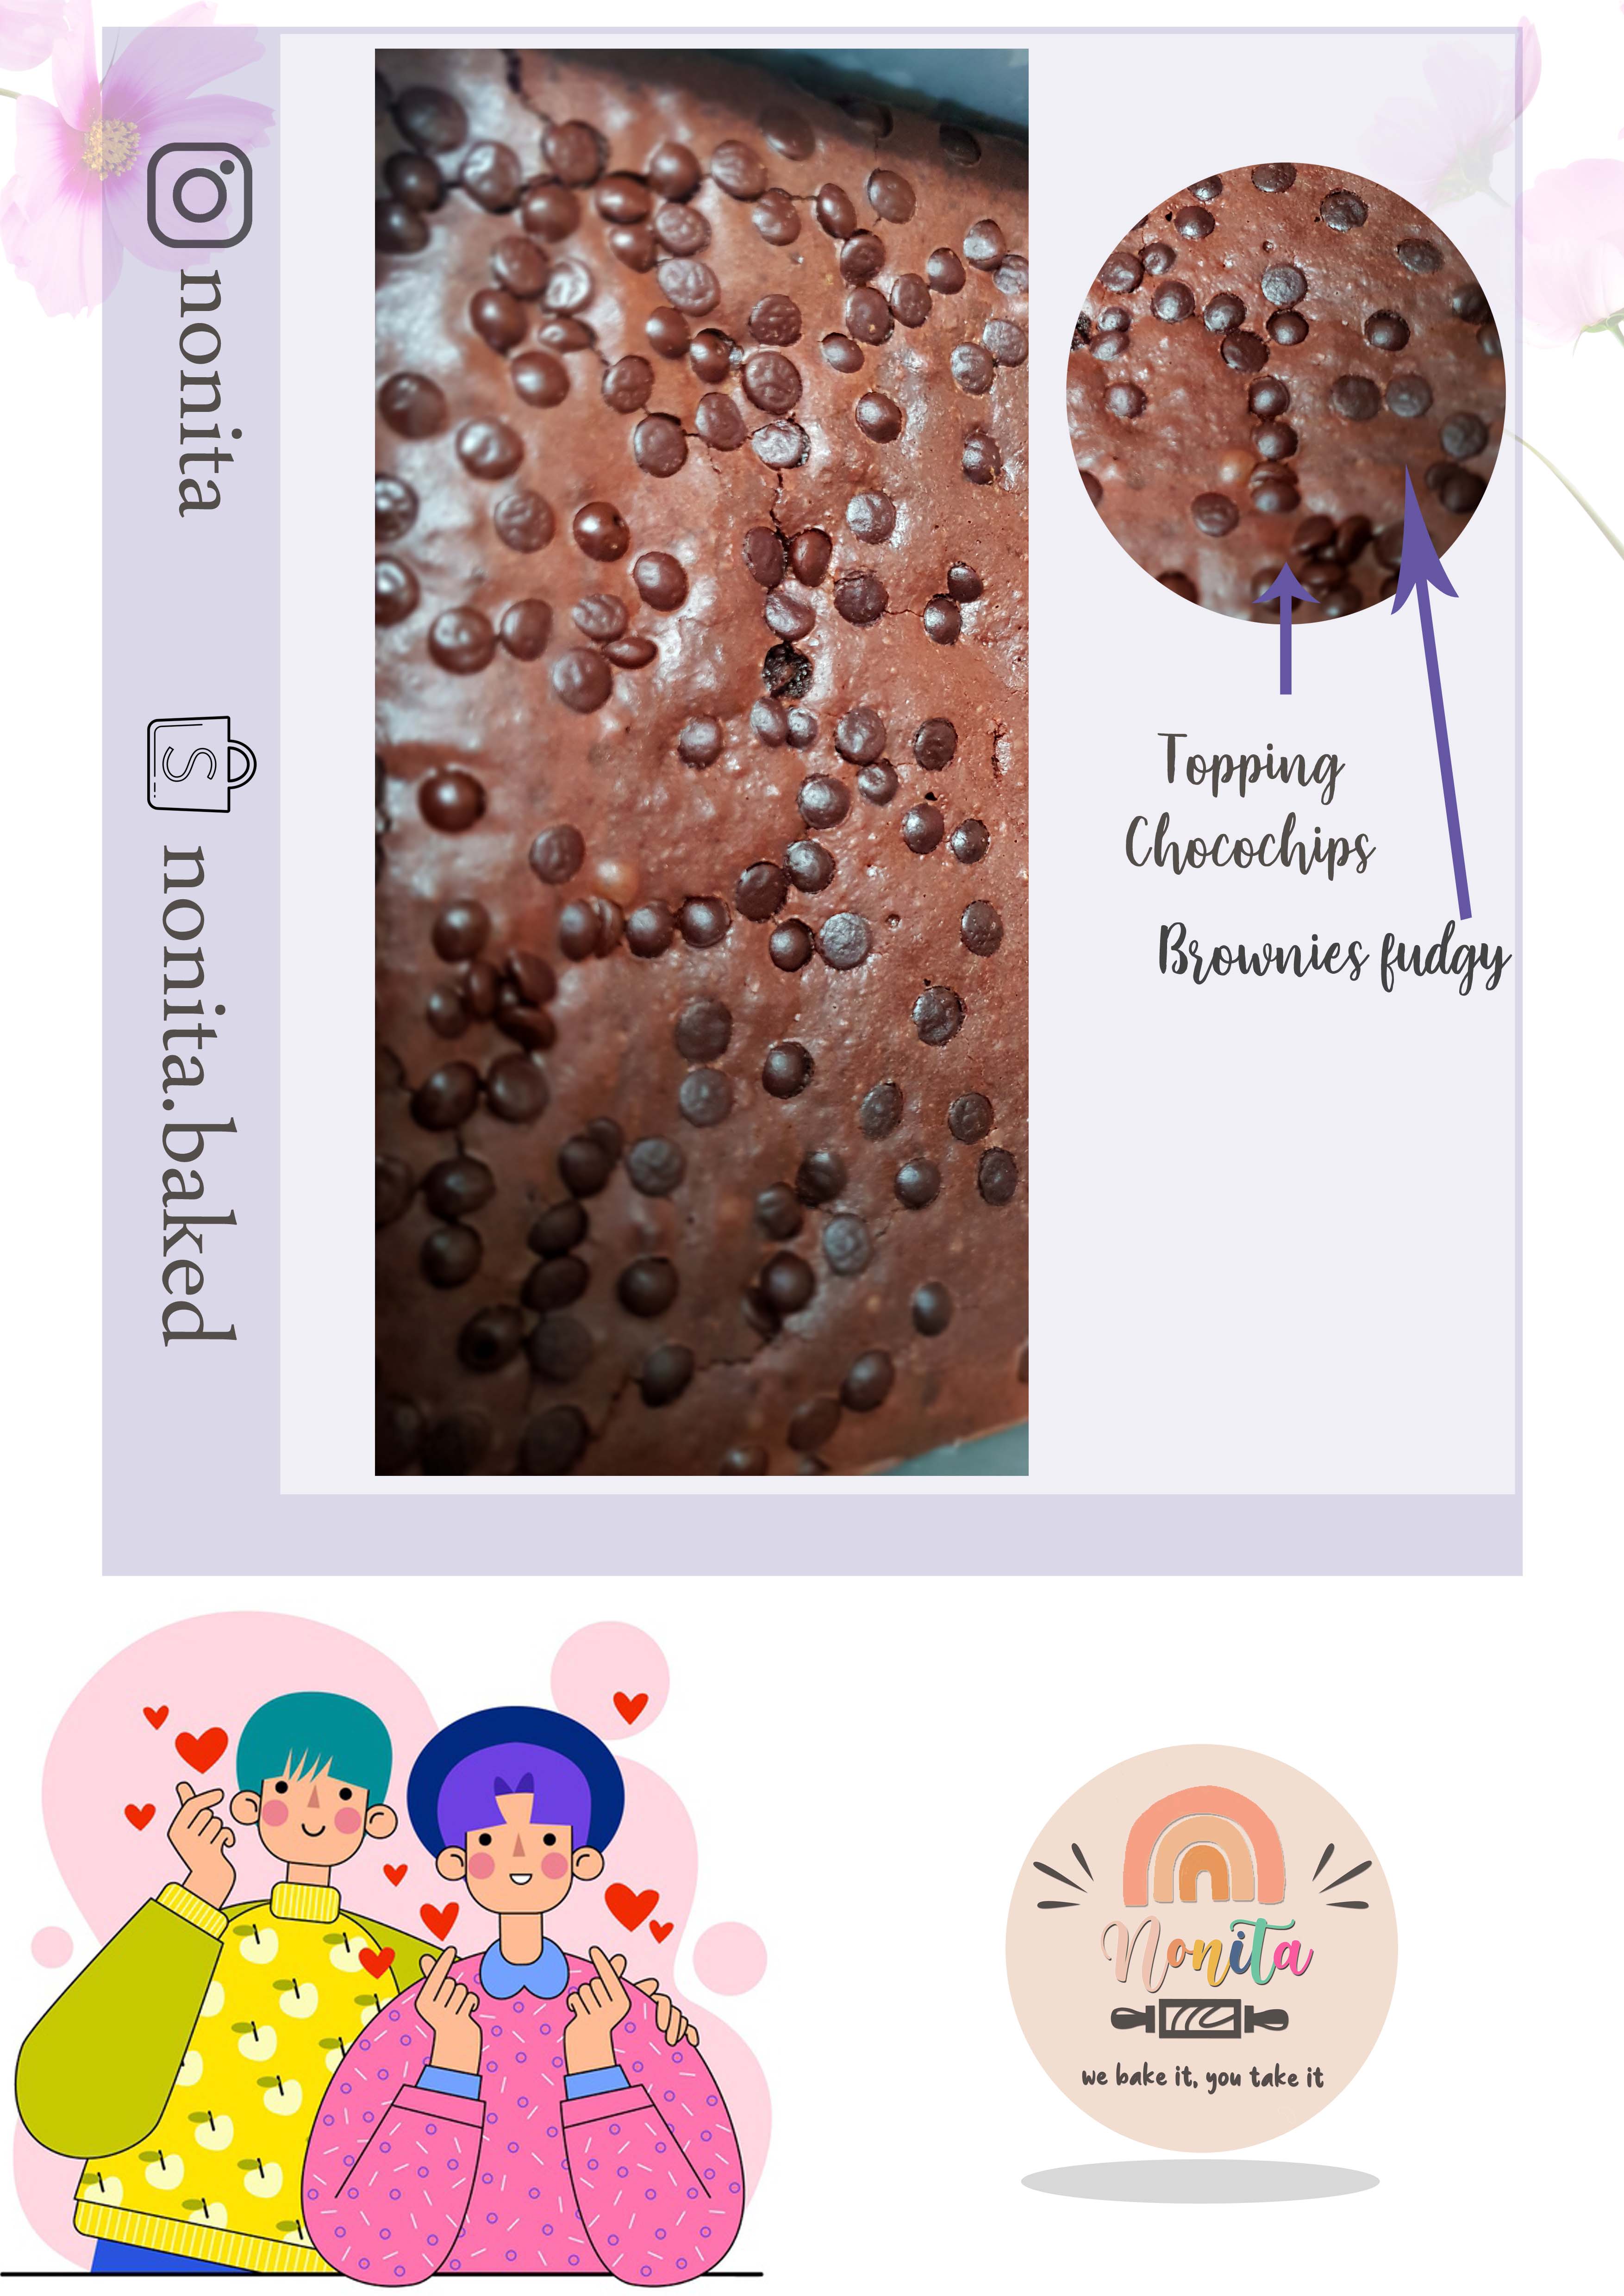 nonita
nonita.baked
Topping
Chocochips
Brownies fudgy
Nonita
we bake it, you take it